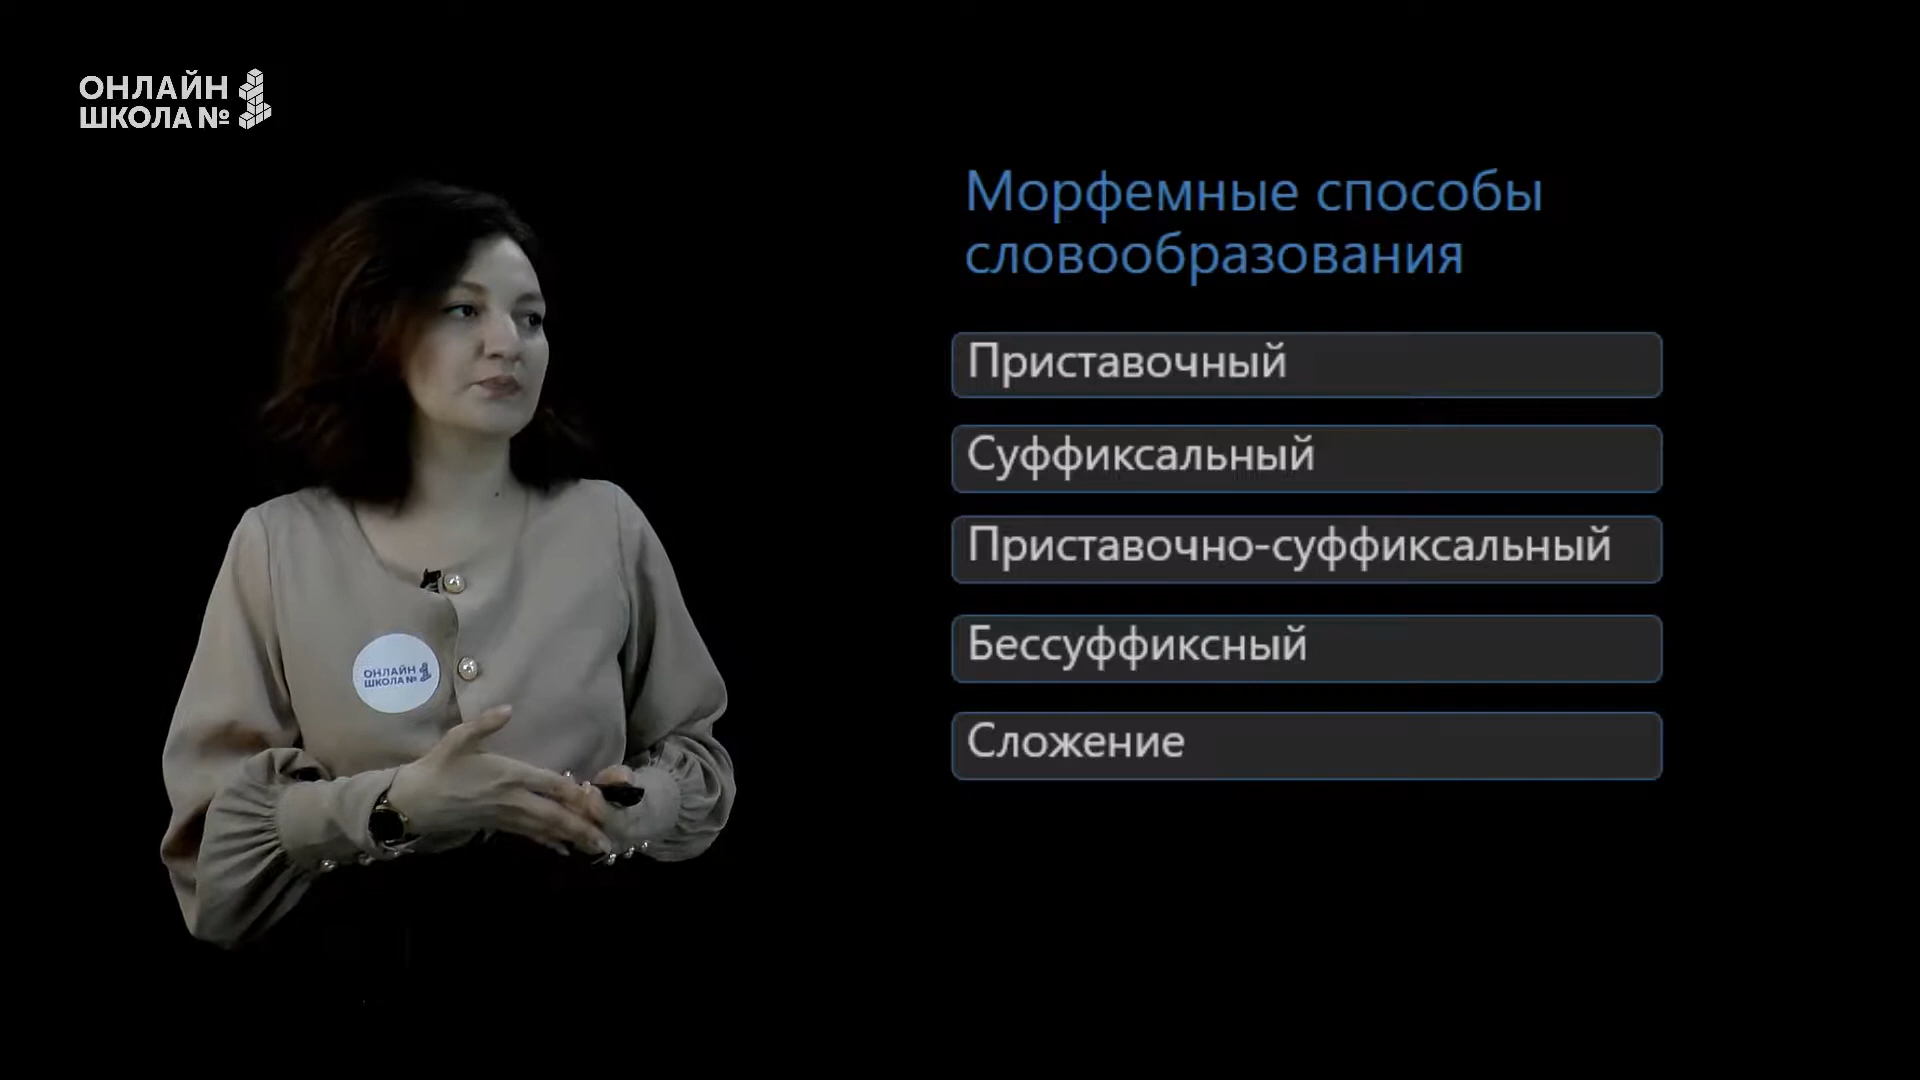 ОНЛАЙН
ШКОЛА №
Морфемные способы
словообразования
Приставочный
Суффиксальный
Приставочно-суффиксальный
Бессуффиксный
Сложение
ОНЛАЙН
ШКОЛА №